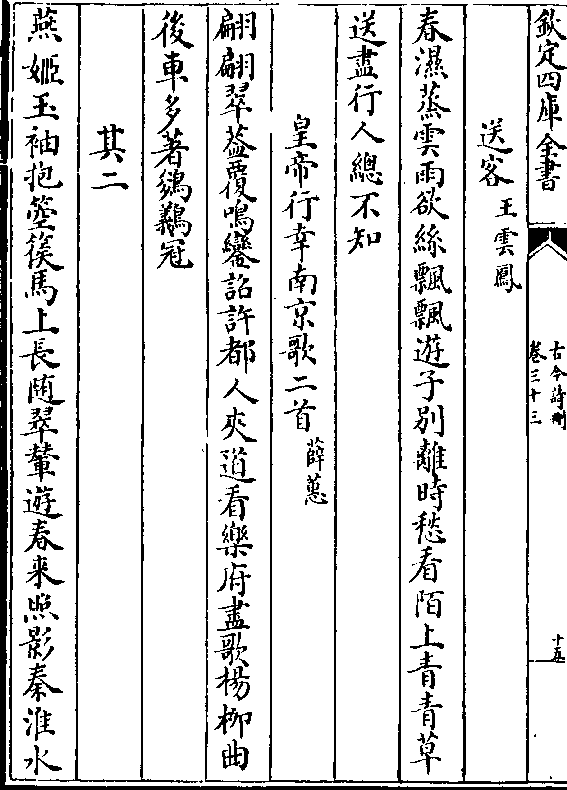 欽定四庫全書
古今詩刪
卷三十三
十五
送客 王雲鳳
春濕蒸雲雨欲絲飄飄遊子別離時愁看陌上青青草
送盡行人總不知
皇帝行幸南京歌二首 薛蕙
翩翩翠葢覆鳴鑾詔許都人夾道看樂府盡歌楊柳曲
後車多著鵕鸃冠
其二
燕姬玉袖抱箜篌馬上長随翠輦遊春来照影秦淮水